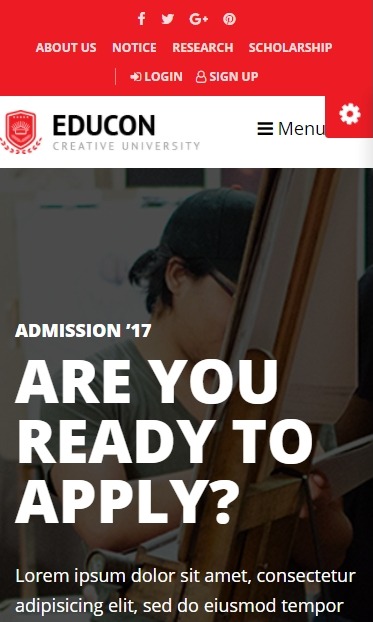 ABOUT US NOTICE RESEARCH SCHOLARSHIP
LOGIN SIGN UP
EDUCON
CREATIVE UNIVERSITY
Menu
ADMISSION '17
ARE YOU
READY TO
APPLY?
Lorem ipsum dolor sit amet, consectetur
adipisicing elit, sed do eiusmod tempor